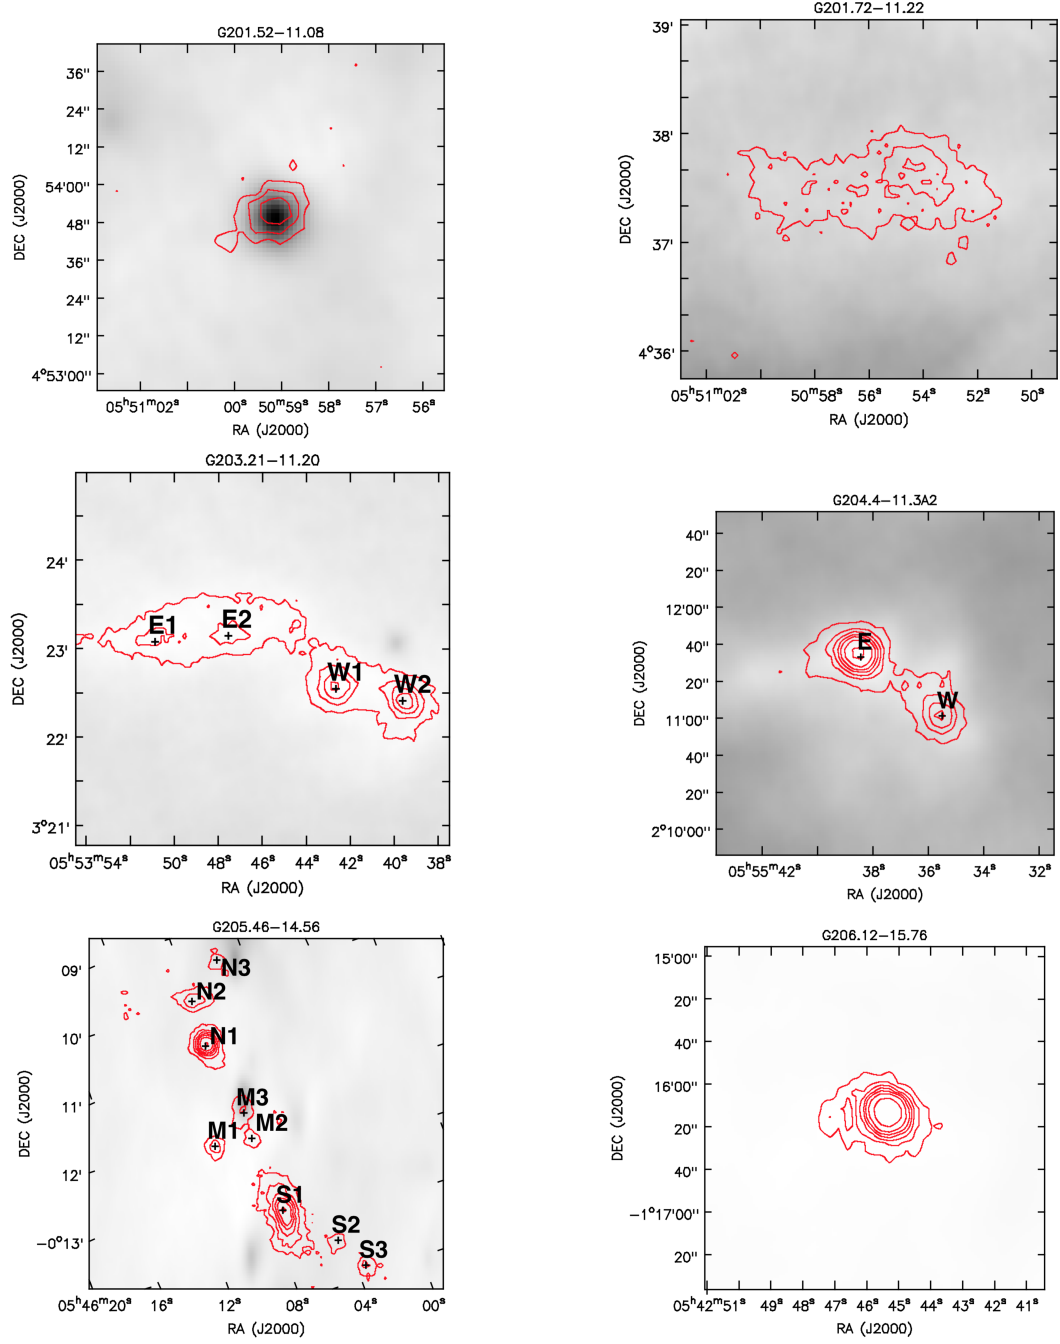 G201.52−11.08
36"
24"
12"
54'00"
48"
36"
24"
12"
4°53'00"
DEC (J2000)
05ʰ51ᵐ02ˢ 00ˢ 50ᵐ59ˢ 58ˢ 57ˢ 56ˢ
RA (J2000)
G201.72−11.22
39'
38'
37'
4°36'
DEC (J2000)
05ʰ51ᵐ02ˢ 50ᵐ58ˢ 56ˢ 54ˢ 52ˢ 50ˢ
RA (J2000)
G203.21−11.20
24'
23'
22'
3°21'
DEC (J2000)
E1 E2
W1 W2
05ʰ53ᵐ54ˢ 50ˢ 48ˢ 46ˢ 44ˢ 42ˢ 40ˢ 38ˢ
RA (J2000)
G204.4−11.3A2
40"
20"
12'00"
40"
20"
11'00"
40"
20"
2°10'00"
DEC (J2000)
E
W
05ʰ55ᵐ42ˢ 38ˢ 36ˢ 34ˢ 32ˢ
RA (J2000)
G205.46−14.56
09'
10'
11'
12'
−0°13'
DEC (J2000)
N3
N2
N1
M3
M2
M1
S1
S2
S3
05ʰ46ᵐ20ˢ 16ˢ 12ˢ 08ˢ 04ˢ 00ˢ
RA (J2000)
G206.12−15.76
15'00"
20"
40"
16'00"
20"
40"
−1°17'00"
20"
DEC (J2000)
05ʰ42ᵐ51ˢ 49ˢ 48ˢ 47ˢ 46ˢ 45ˢ 44ˢ 43ˢ 42ˢ 41ˢ
RA (J2000)